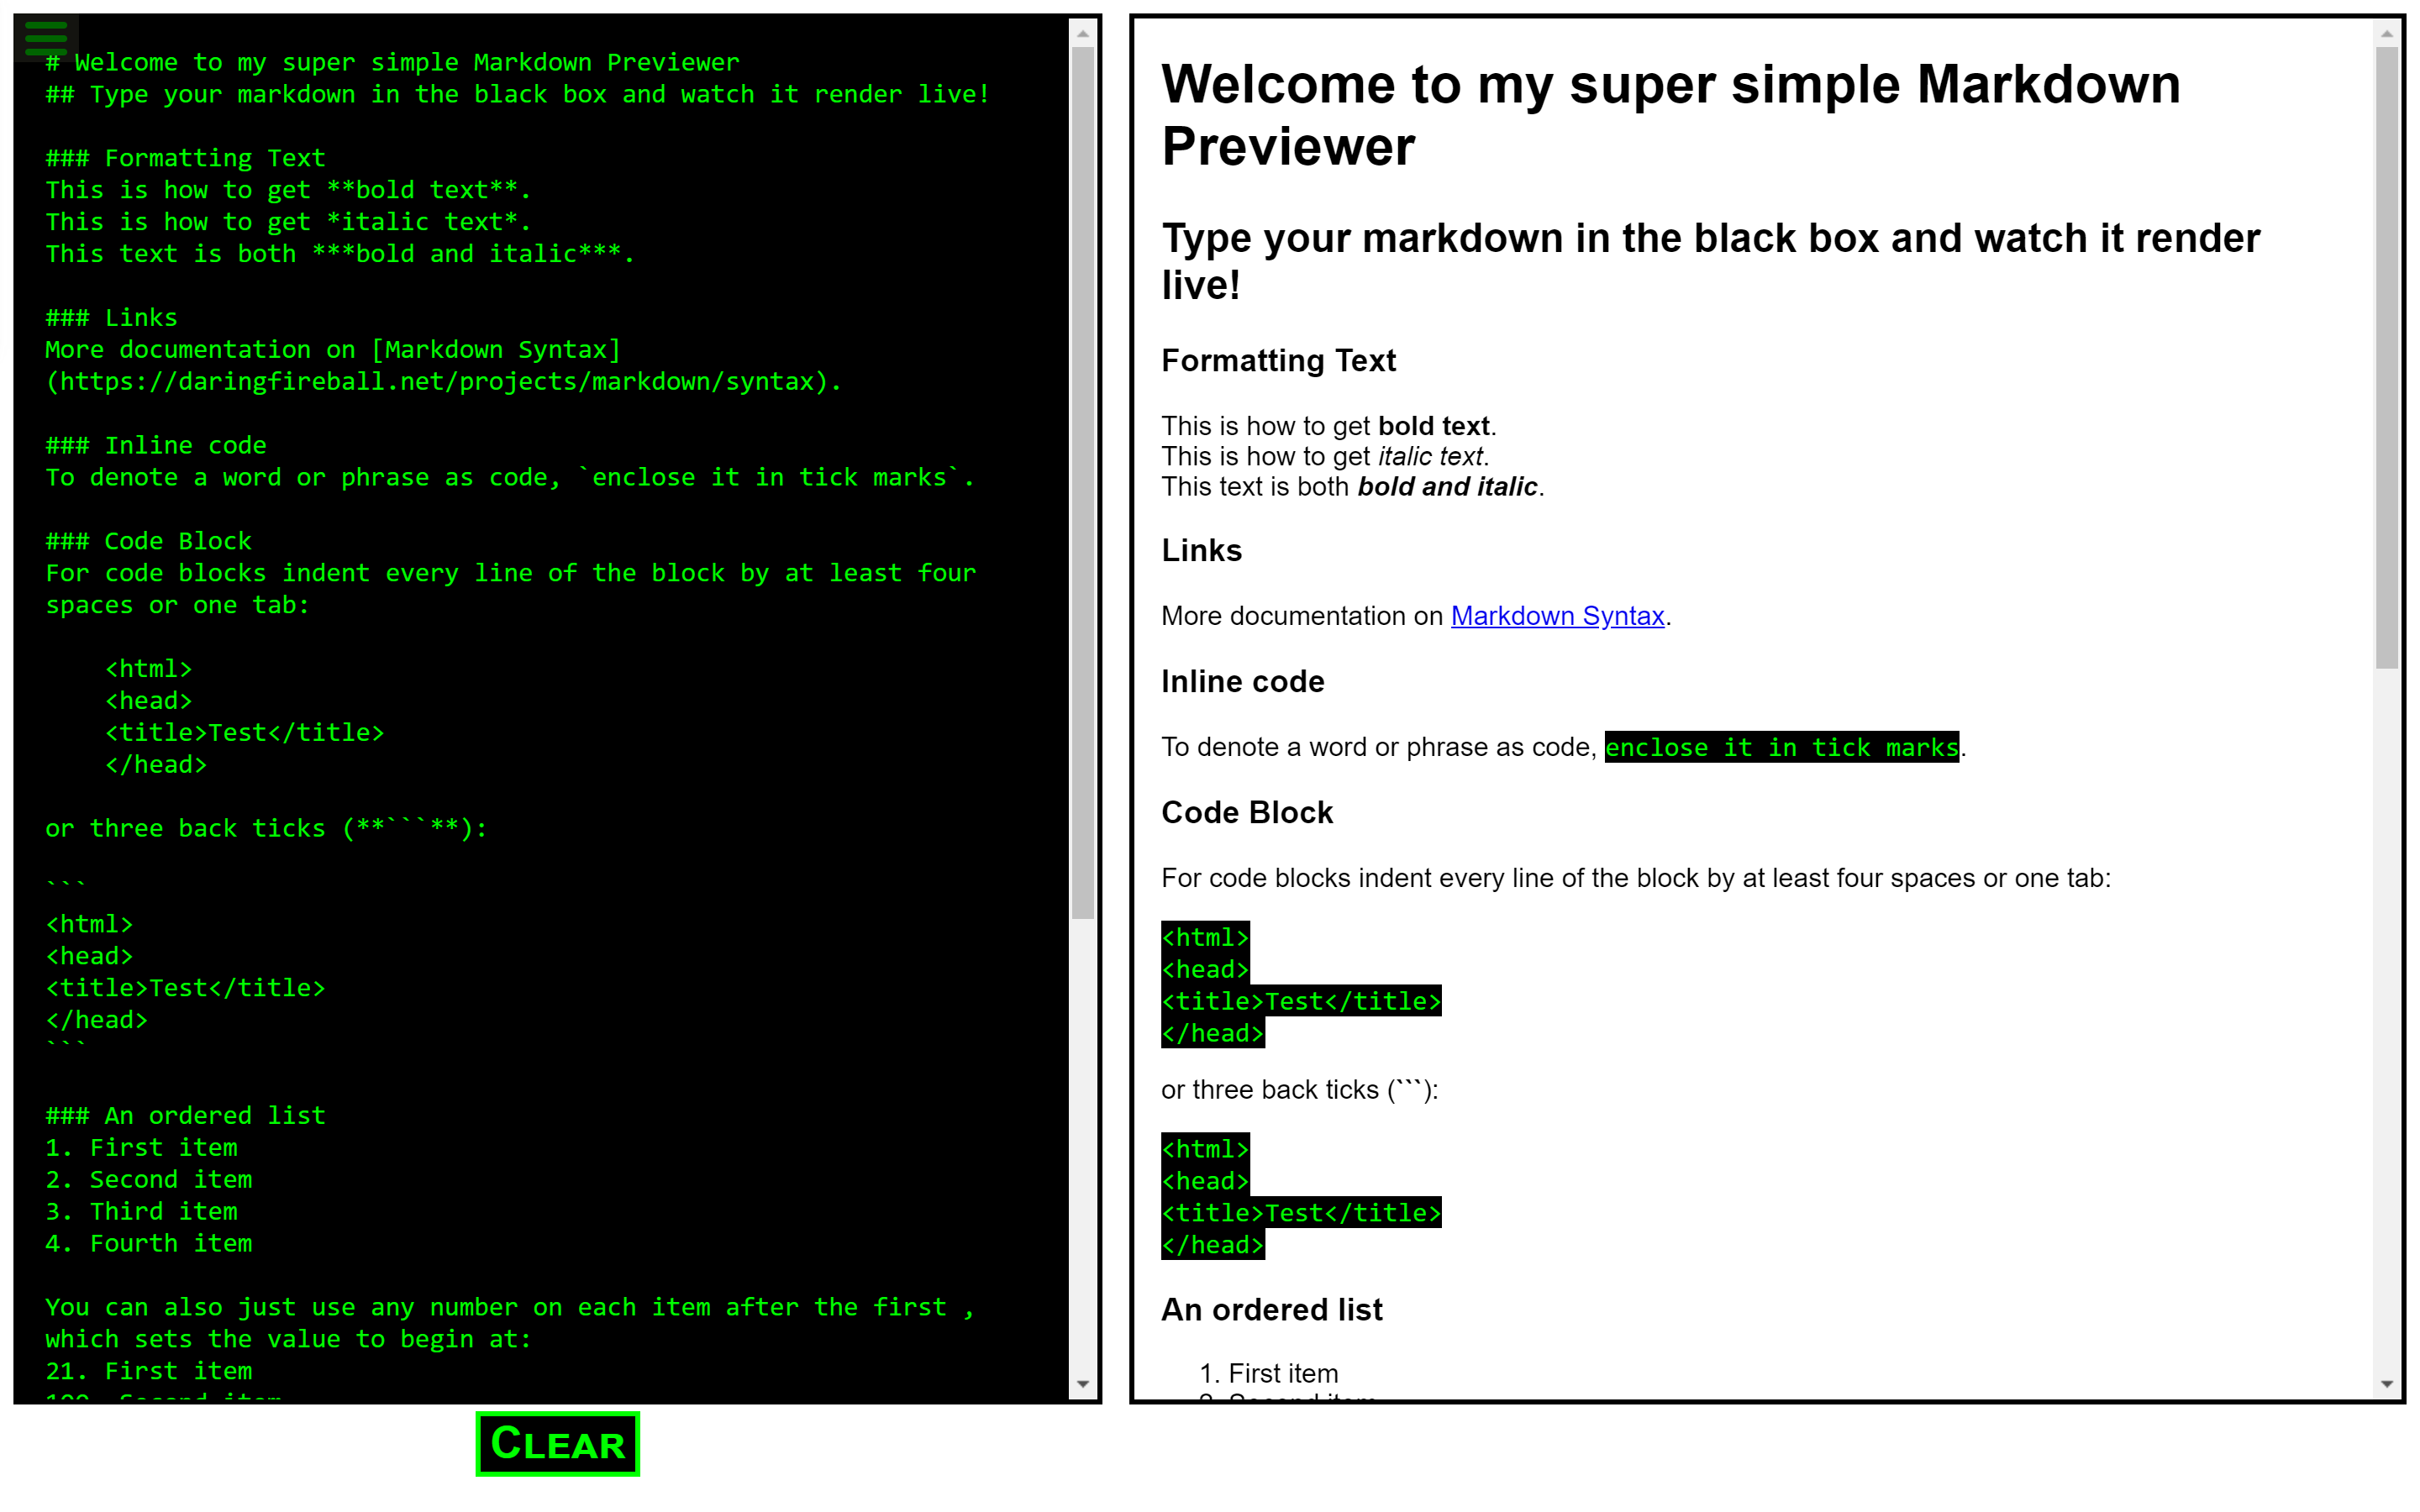 # Welcome to my super simple Markdown Previewer
## Type your markdown in the black box and watch it render live!
### Formatting Text
This is how to get **bold text**.
This is how to get *italic text*.
This text is both ***bold and italic***.
### Links
More documentation on [Markdown Syntax]
(https://daringfireball.net/projects/markdown/syntax).
### Inline code
To denote a word or phrase as code, `enclose it in tick marks`.
### Code Block
For code blocks indent every line of the block by at least four
spaces or one tab:
    <html>
    <head>
    <title>Test</title>
    </head>
or three back ticks (**```**):
```
<html>
<head>
<title>Test</title>
</head>
```
### An ordered list
1. First item
2. Second item
3. Third item
4. Fourth item
You can also just use any number on each item after the first ,
which sets the value to begin at:
21. First item
100. Second item
Clear
Welcome to my super simple Markdown
Previewer
Type your markdown in the black box and watch it render
live!
Formatting Text
This is how to get bold text.
This is how to get italic text.
This text is both bold and italic.
Links
More documentation on Markdown Syntax.
Inline code
To denote a word or phrase as code, enclose it in tick marks.
Code Block
For code blocks indent every line of the block by at least four spaces or one tab:
<html>
<head>
<title>Test</title>
</head>
or three back ticks (```):
<html>
<head>
<title>Test</title>
</head>
An ordered list
1. First item
2. Second item